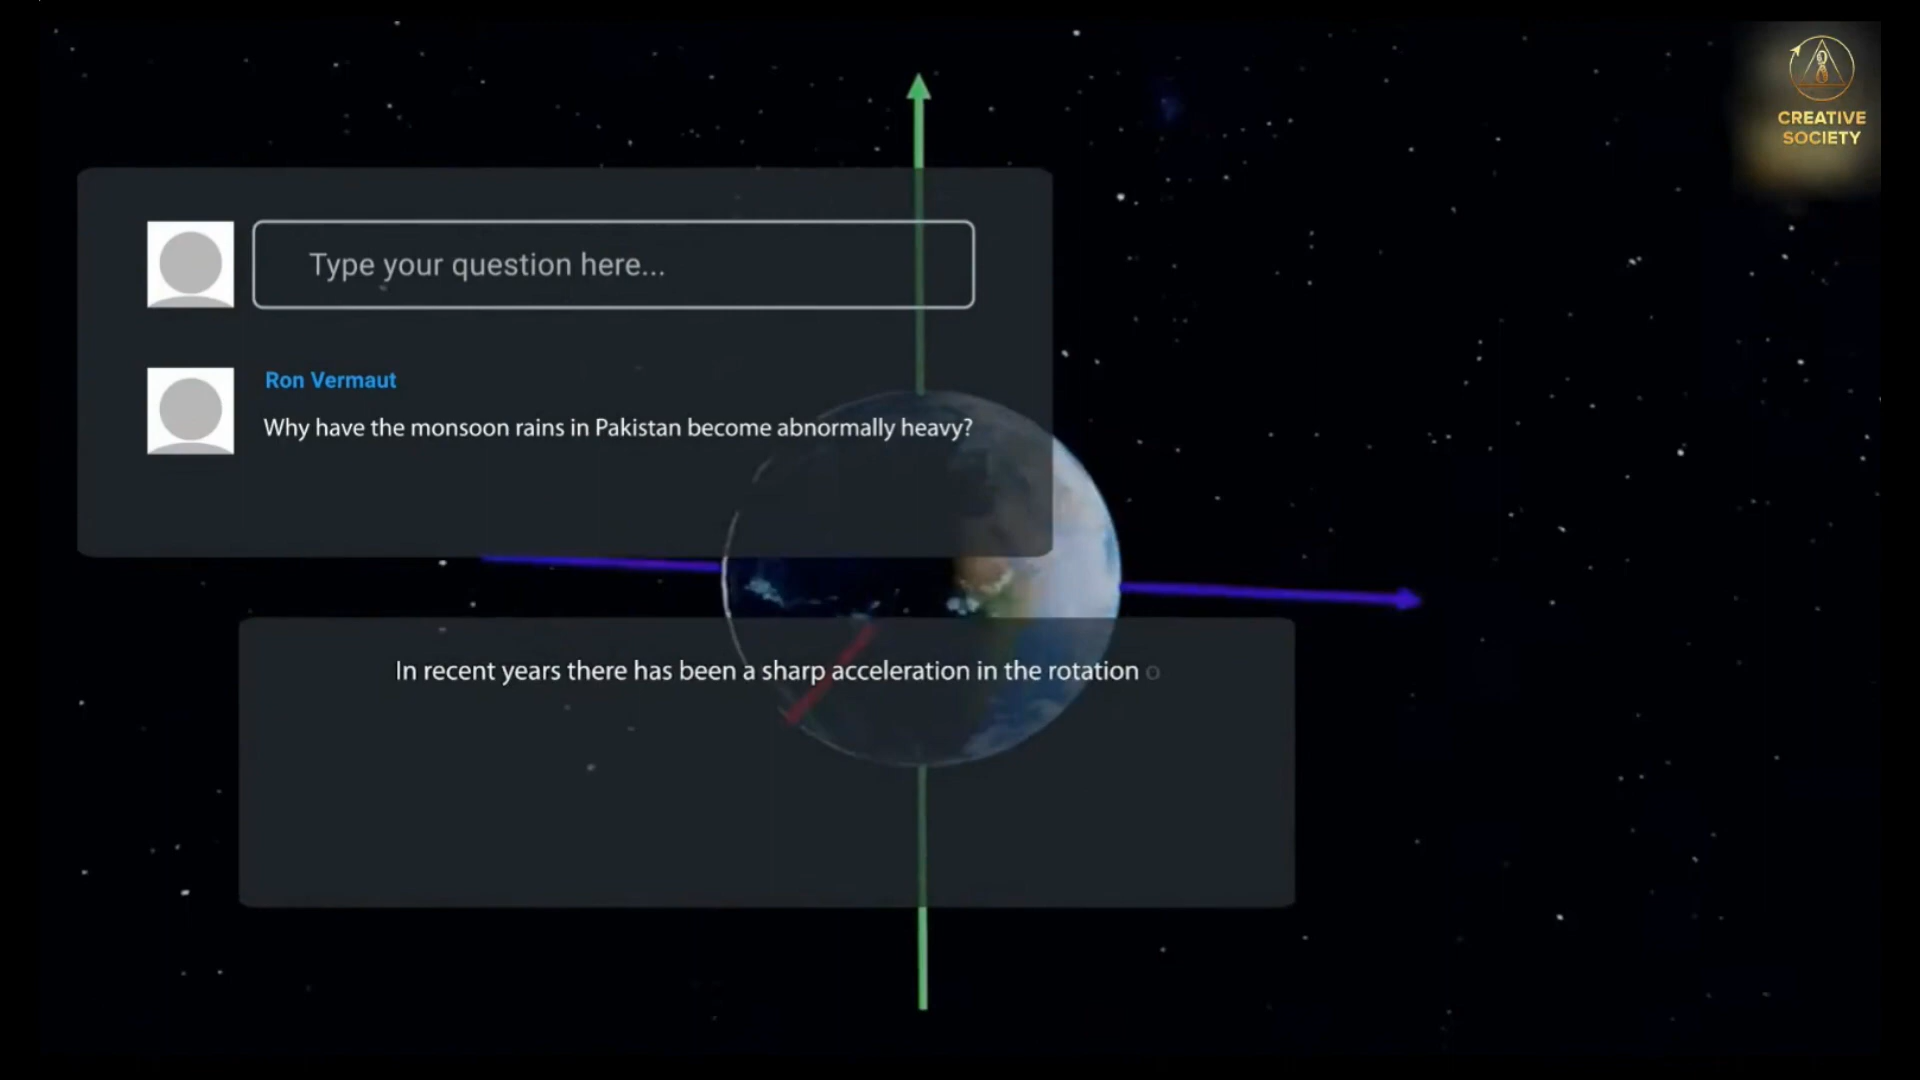 CREATIVE
SOCIETY
Type your question here...
Ron Vermaut
Why have the monsoon rains in Pakistan become abnormally heavy?
In recent years there has been a sharp acceleration in the rotation o